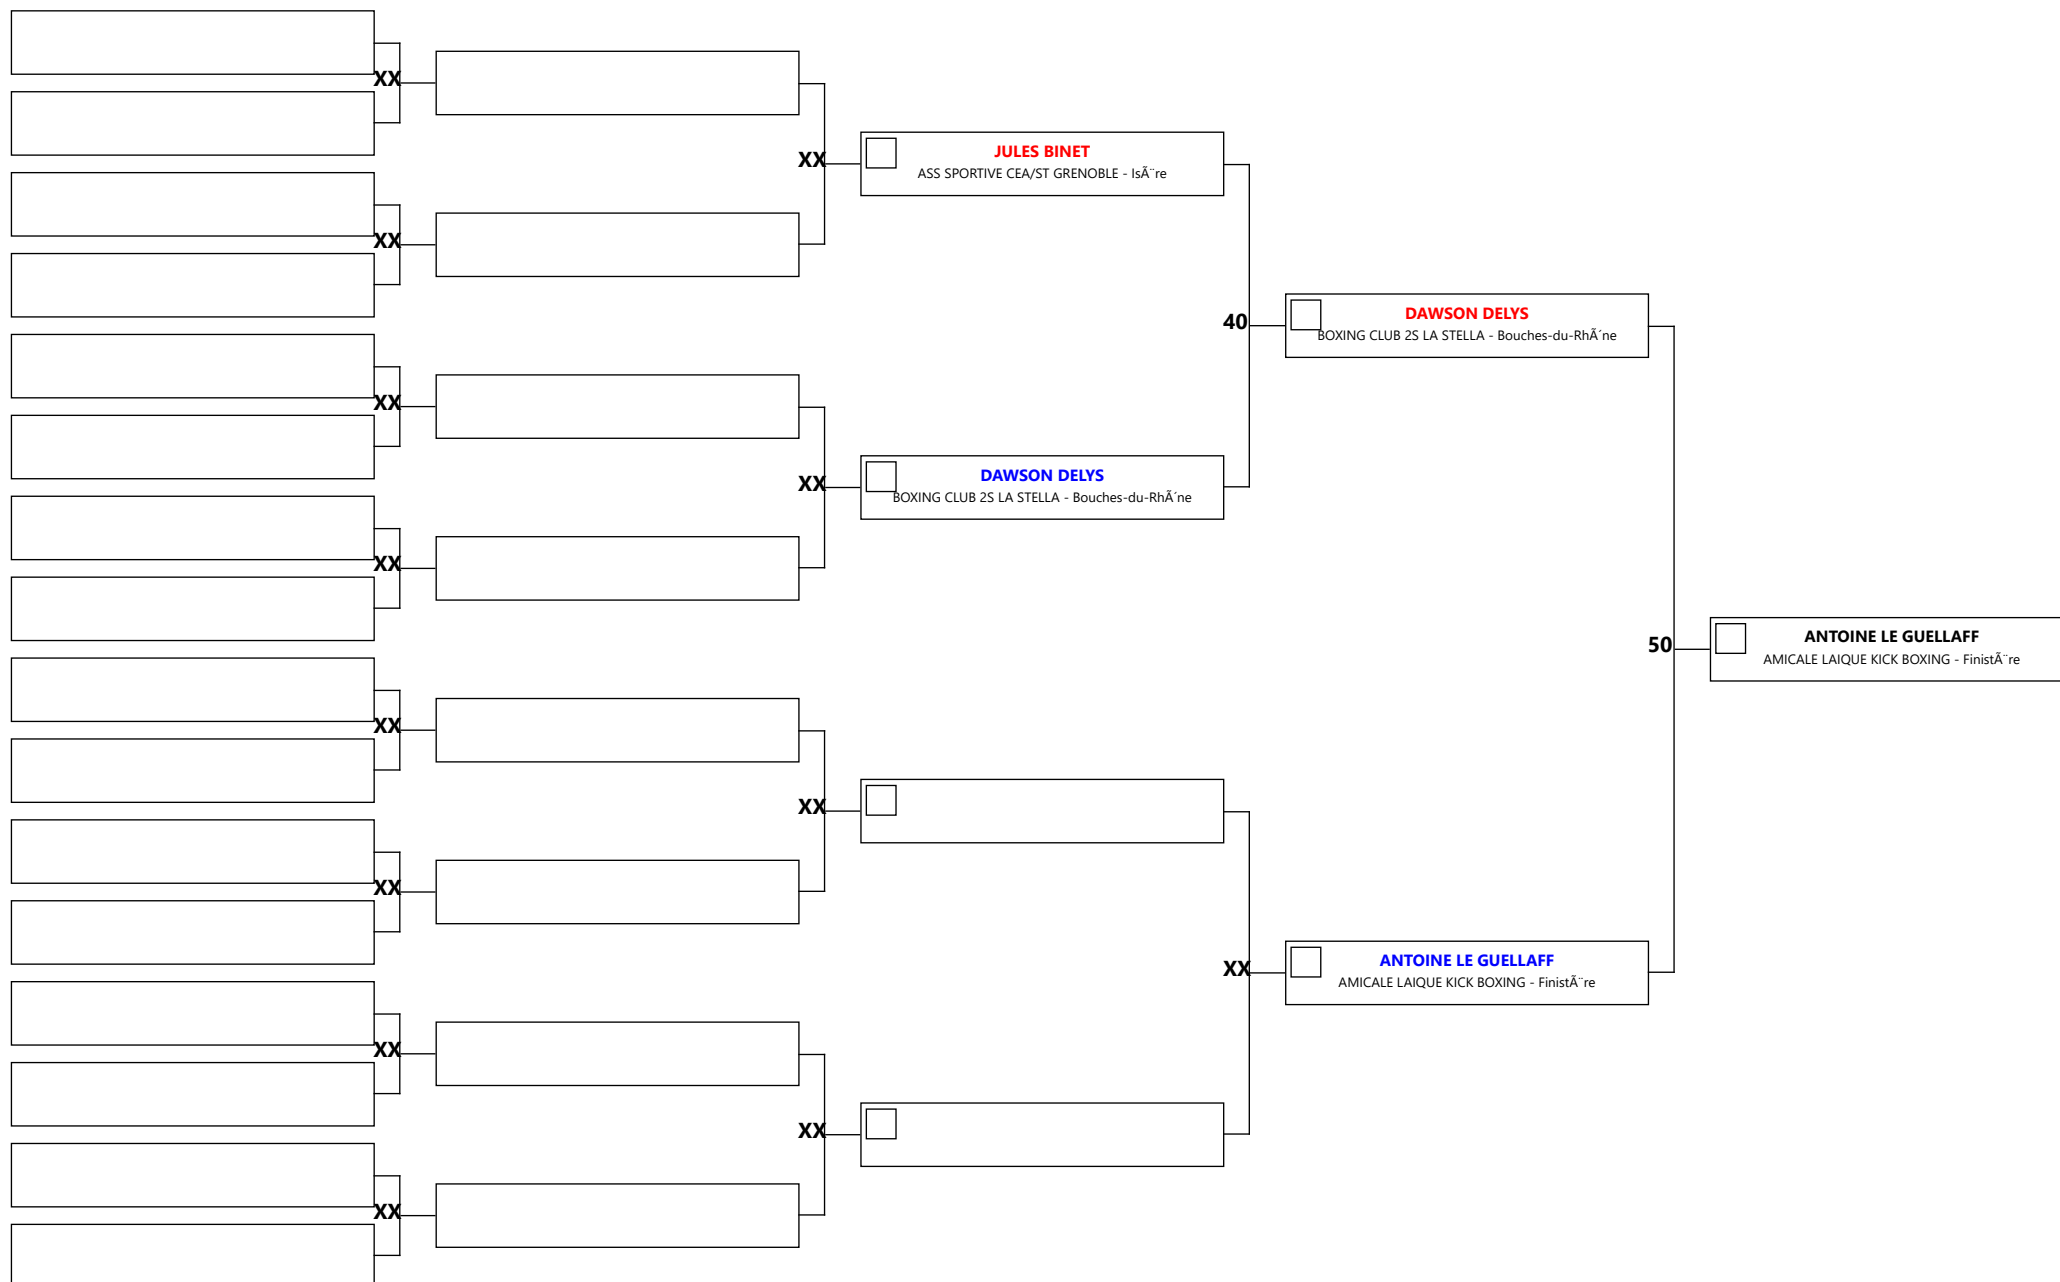 XX
XX
XX
XX
XX
XX
XX
XX
XX
XX
XX
XX
JULES BINET
ASS SPORTIVE CEA/ST GRENOBLE - IsÃ¨re
DAWSON DELYS
BOXING CLUB 2S LA STELLA - Bouches-du-RhÃ´ne
40
XX
DAWSON DELYS
BOXING CLUB 2S LA STELLA - Bouches-du-RhÃ´ne
ANTOINE LE GUELLAFF
AMICALE LAIQUE KICK BOXING - FinistÃ¨re
50
ANTOINE LE GUELLAFF
AMICALE LAIQUE KICK BOXING - FinistÃ¨re